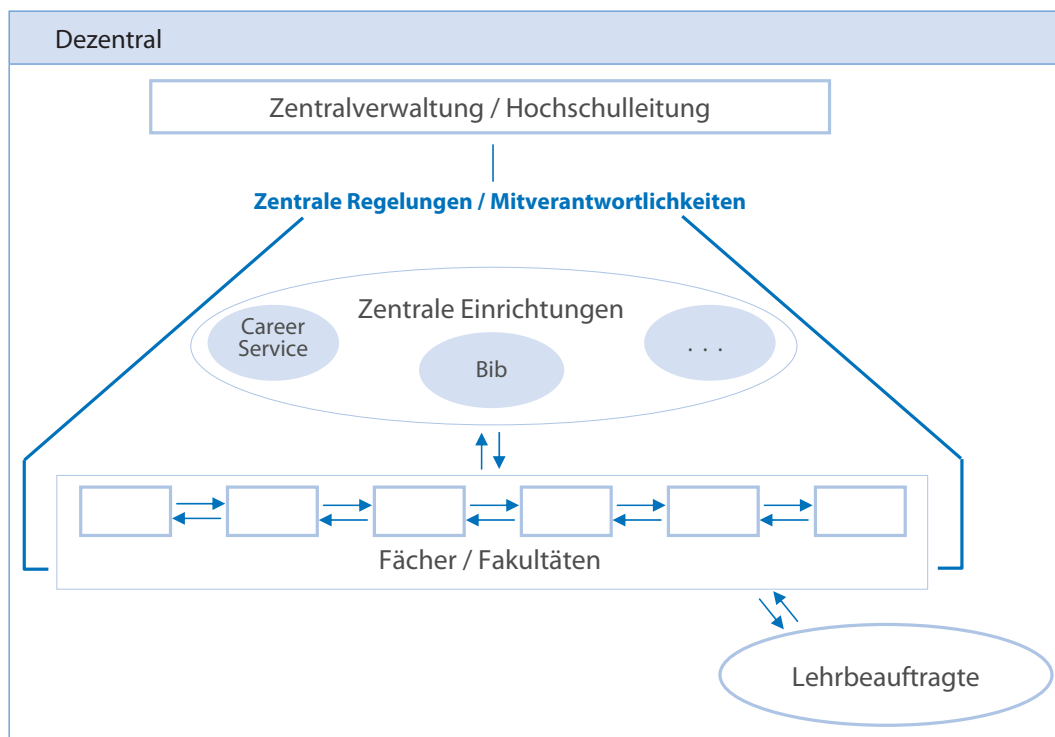 Dezentral
Zentralverwaltung / Hochschulleitung
Zentrale Regelungen / Mitverantwortlichkeiten
Zentrale Einrichtungen
Career
Service
Bib
. . .
Fächer / Fakultäten
Lehrbeauftragte